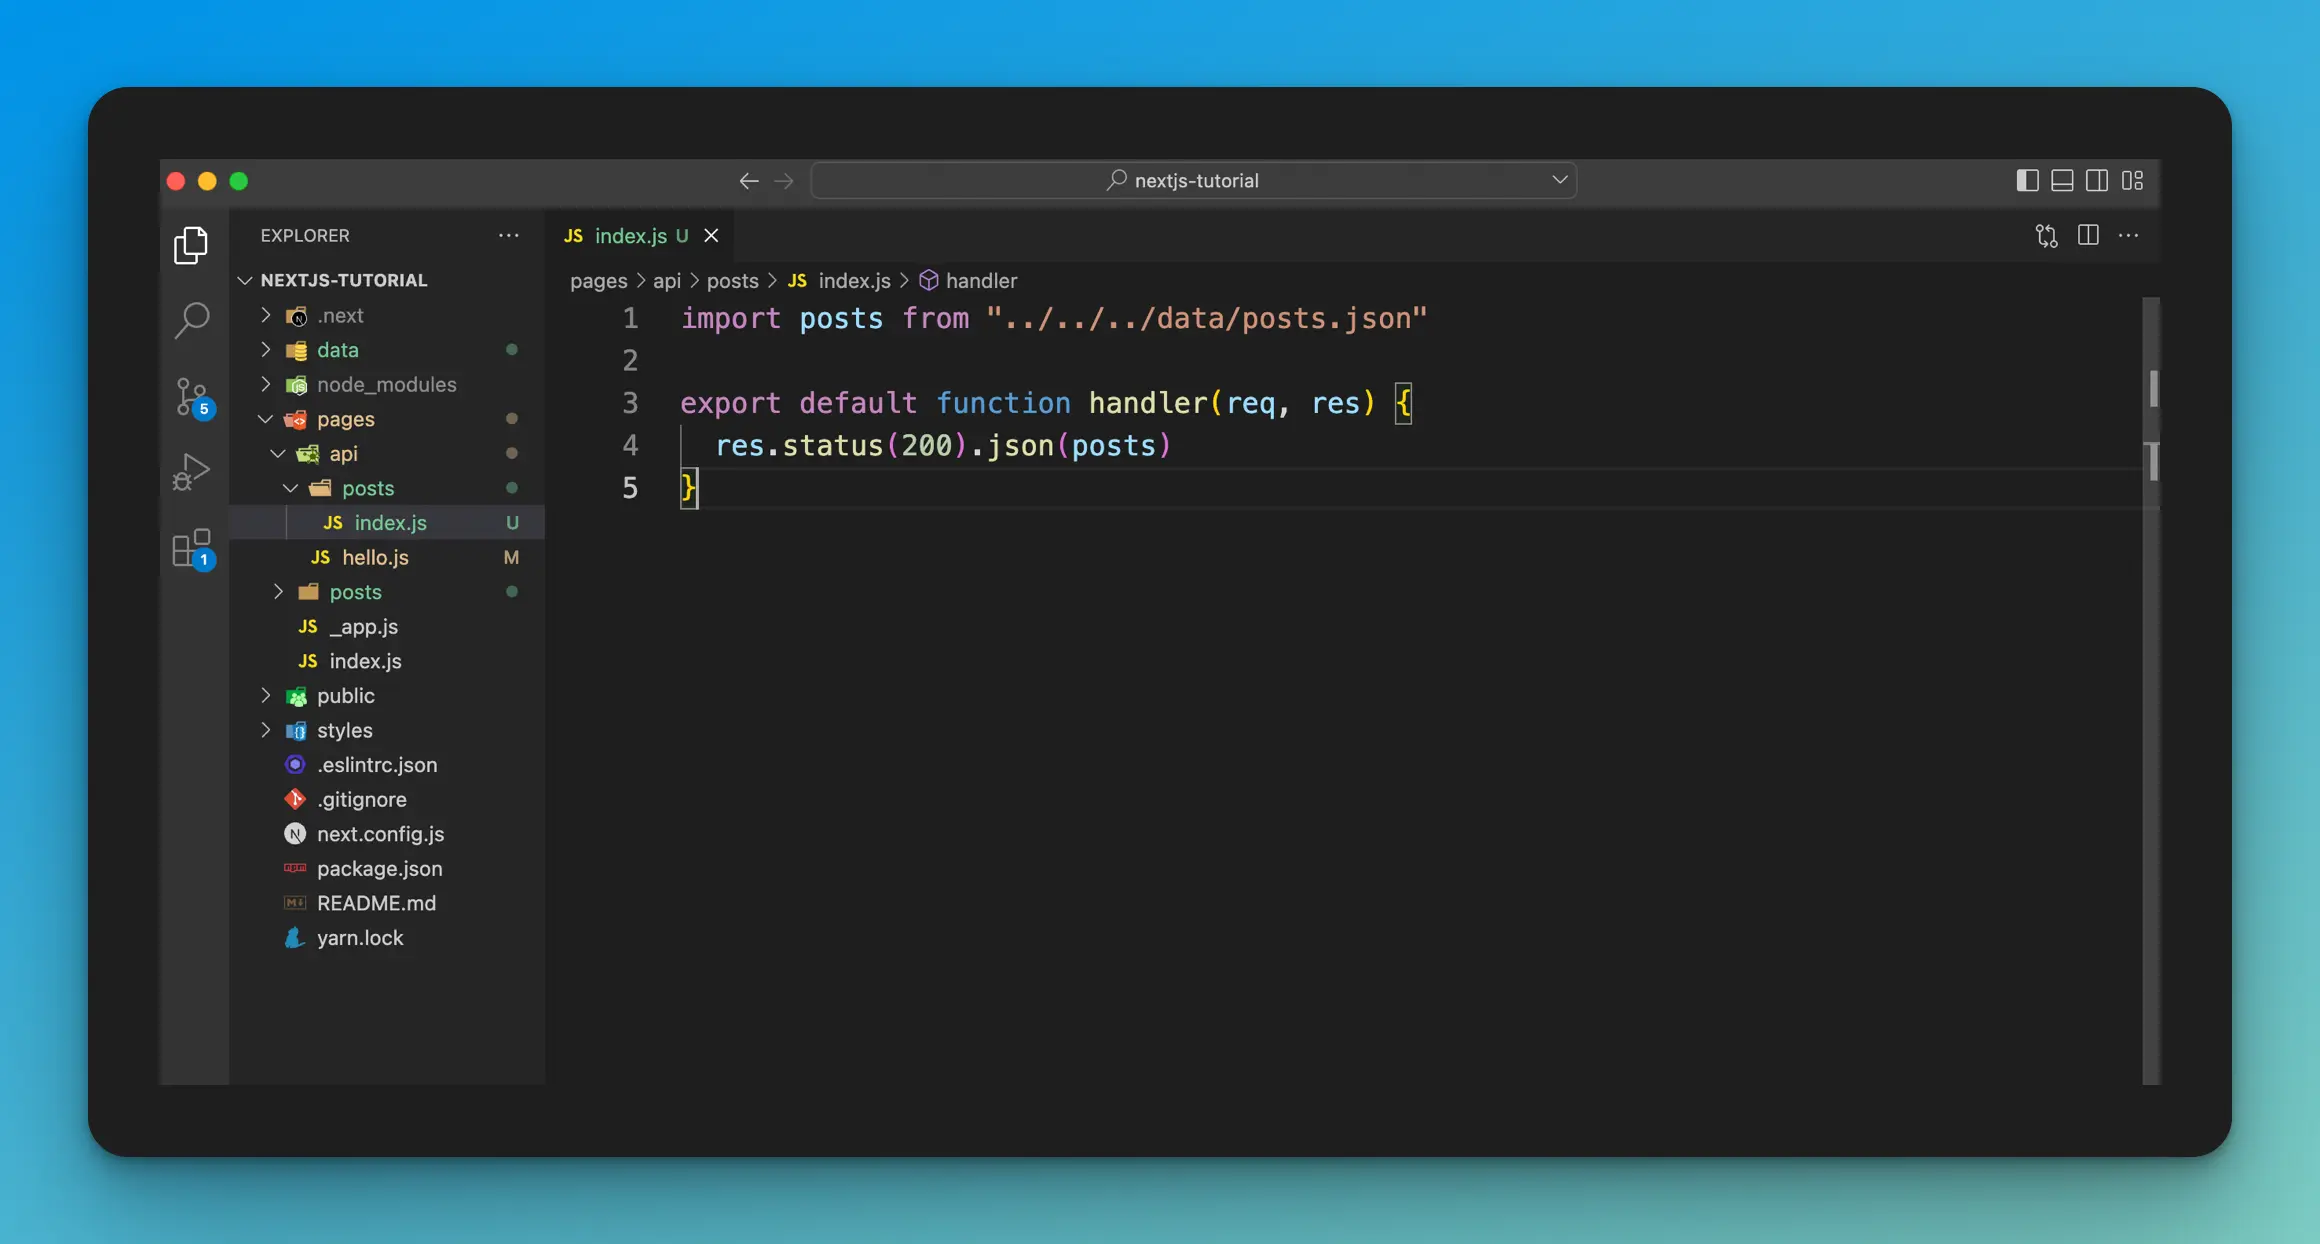 nextjs-tutorial
EXPLORER
JS index.js U
NEXTJS-TUTORIAL
pages > api > posts > JS index.js > handler
.next
data
node_modules
5
pages
api
posts
JS index.js U
1
JS hello.js M
posts
JS _app.js
JS index.js
public
styles
.eslintrc.json
.gitignore
N next.config.js
package.json
M README.md
yarn.lock
1 import posts from "../../../data/posts.json"
2
3 export default function handler(req, res) {
4 res.status(200).json(posts)
5 }